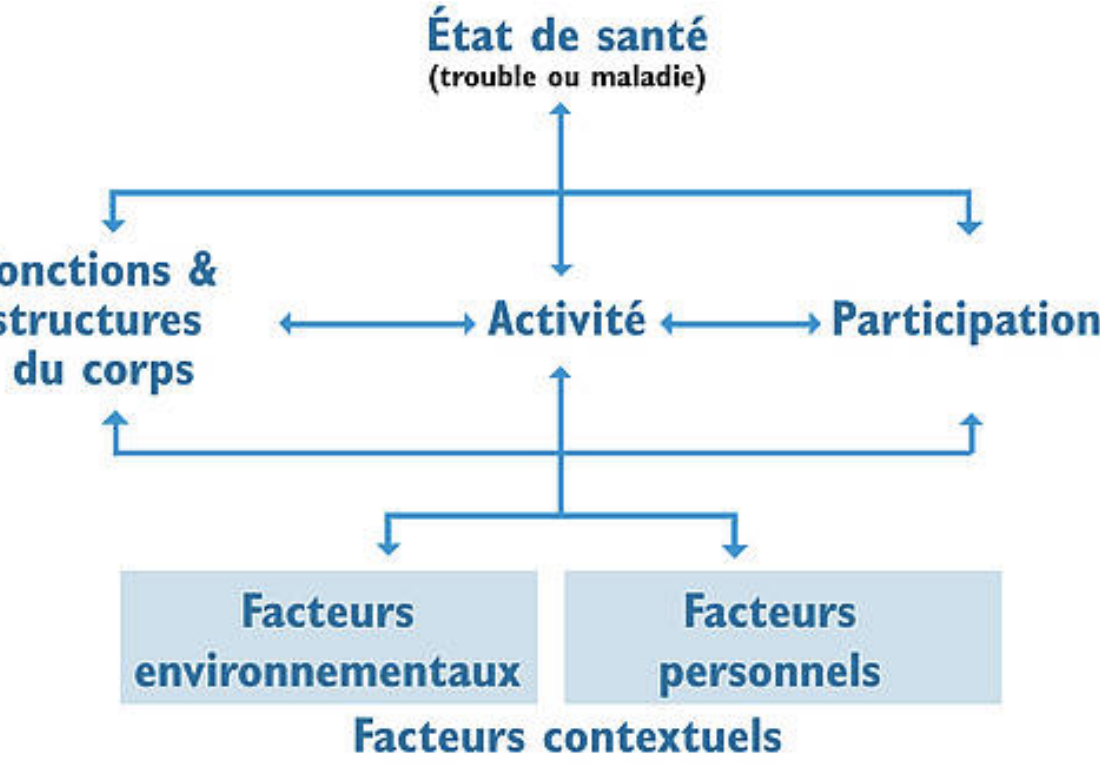 État de santé
(trouble ou maladie)
onctions &
structures
du corps
Activité
Participation
Facteurs
environnementaux
Facteurs
personnels
Facteurs contextuels